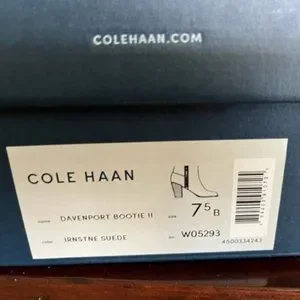 COLEHAAN.COM
COLE HAAN
DAVENPORT BOOTIE II
7 5 B
IRNSTNE SUEDE
W05293
4500334243